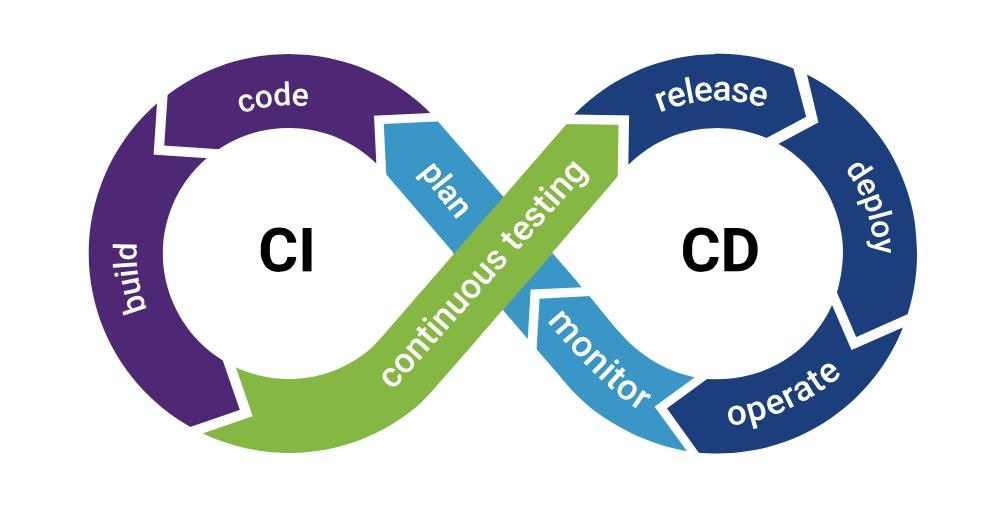 code
release
plan
continuous testing
deploy
build
CI
CD
monitor
operate